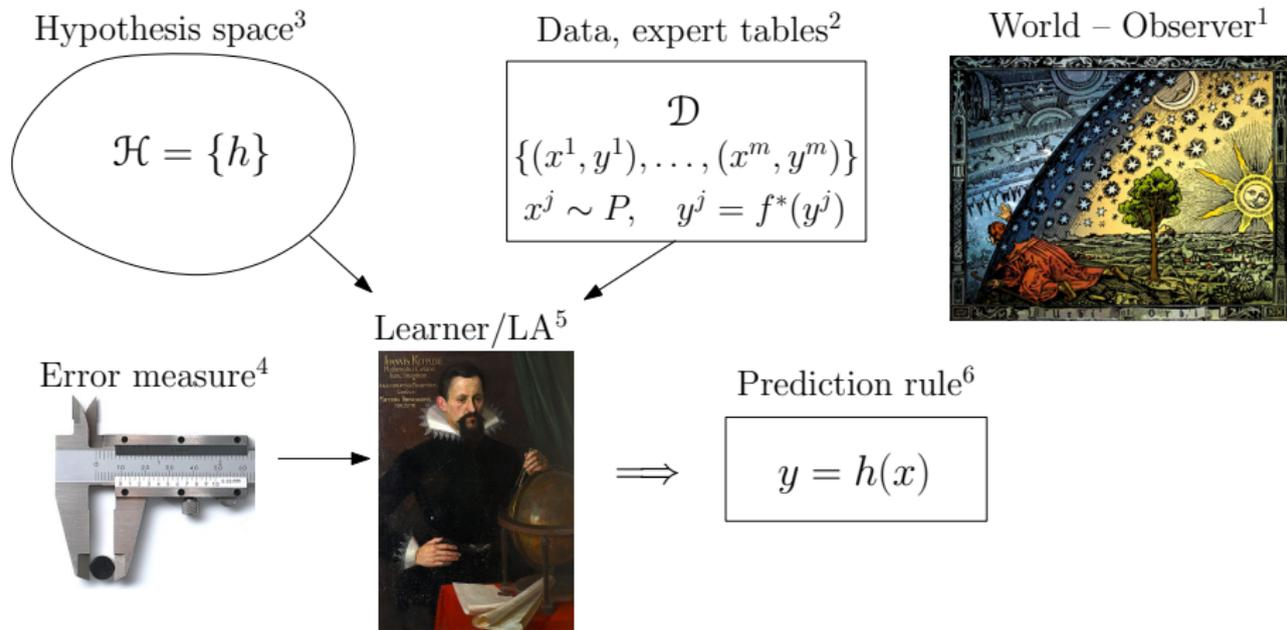 Hypothesis space³
Data, expert tables²
World – Observer¹
ℋ = {h}
𝒟
{(x¹, y¹), . . . , (xᵐ, yᵐ)}
xʲ ∼ P, yʲ = f*(yʲ)
Learner/LA⁵
Error measure⁴
Prediction rule⁶
y = h(x)